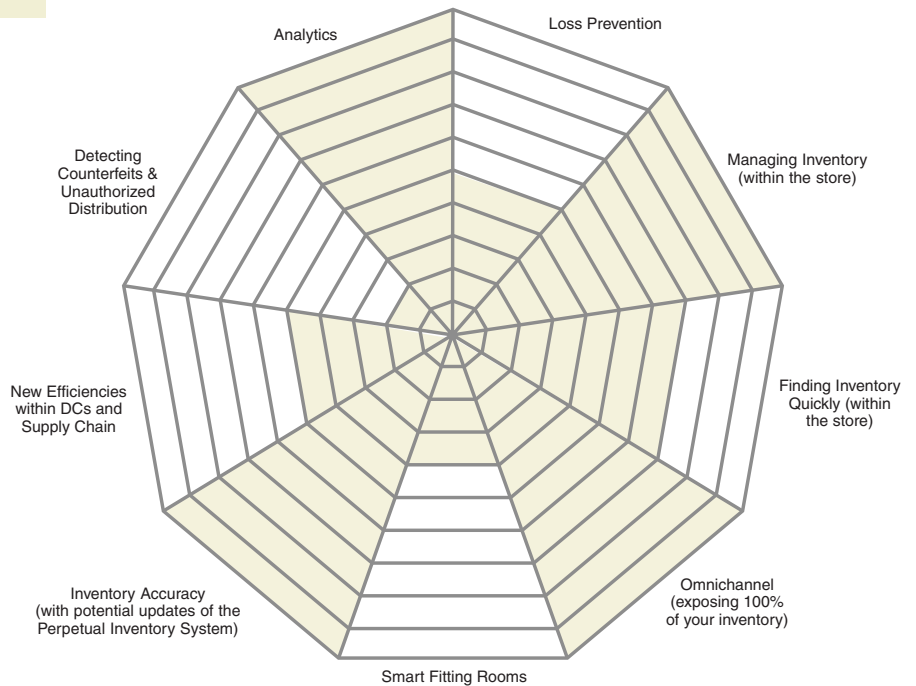 Analytics
Loss Prevention
Managing Inventory
(within the store)
Finding Inventory
Quickly (within
the store)
Omnichannel
(exposing 100%
of your inventory)
Smart Fitting Rooms
Inventory Accuracy
(with potential updates of the
Perpetual Inventory System)
New Efficiencies
within DCs and
Supply Chain
Detecting
Counterfeits &
Unauthorized
Distribution